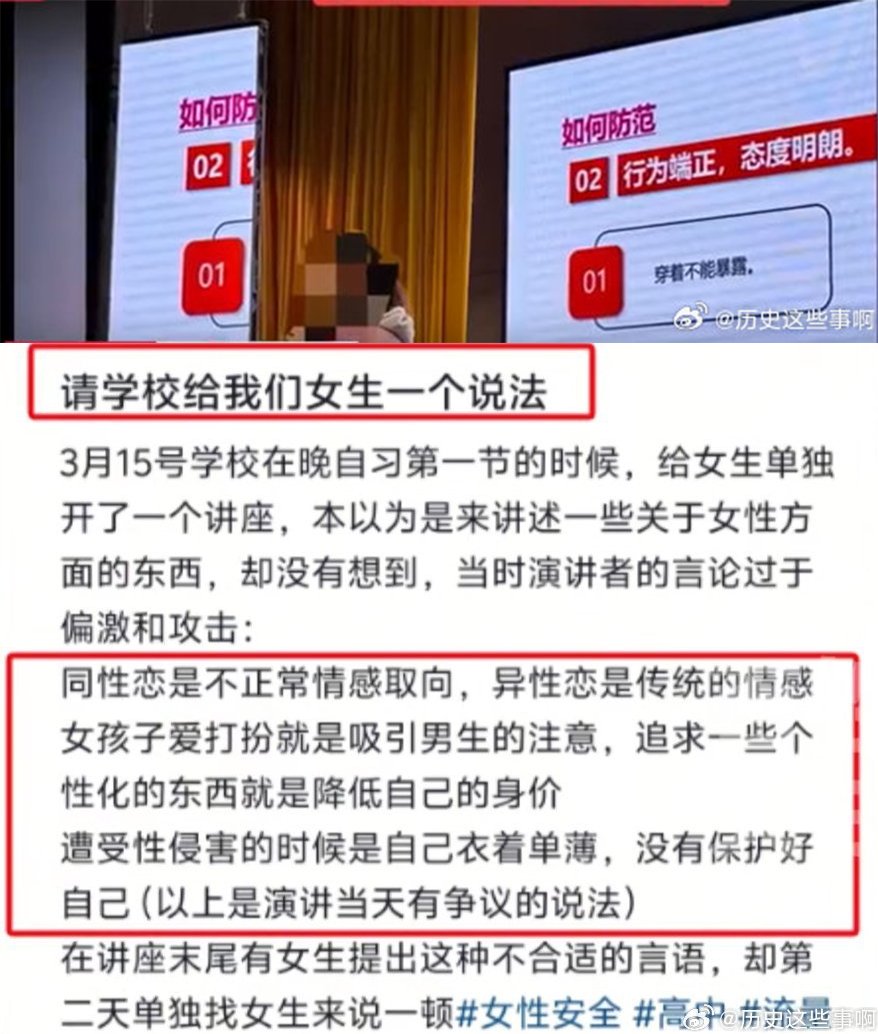 如何防
02
01
如何防范
02 行为端正，态度明朗。
01 穿着不能暴露。
@历史这些事啊
请学校给我们女生一个说法
3月15号学校在晚自习第一节的时候，给女生单独
开了一个讲座，本以为是来讲述一些关于女性方
面的东西，却没有想到，当时演讲者的言论过于
偏激和攻击：
同性恋是不正常情感取向，异性恋是传统的情感
女孩子爱打扮就是吸引男生的注意，追求一些个
性化的东西就是降低自己的身价
遭受性侵害的时候是自己衣着单薄，没有保护好
自己（以上是演讲当天有争议的说法）
在讲座末尾有女生提出这种不合适的言语，却第
二天单独找女生来说一顿#女性安全 #高中
@历史这些事啊